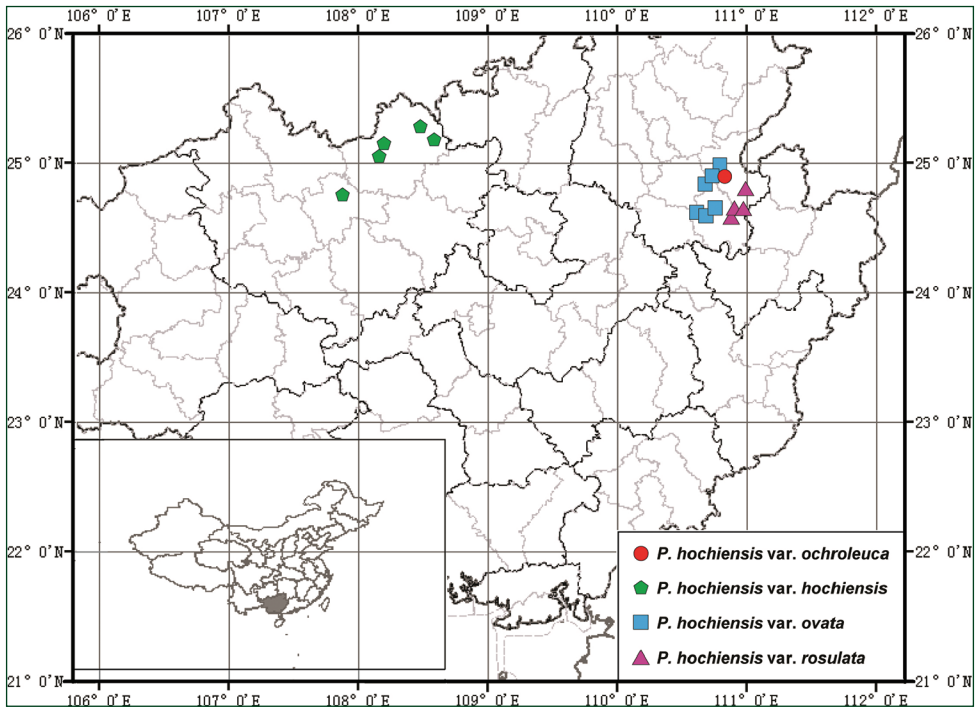 106° 0'E 107° 0'E 108° 0'E 109° 0'E 110° 0'E 111° 0'E 112° 0'E
26° 0'N 26° 0'N
25° 0'N 25° 0'N
24° 0'N 24° 0'N
23° 0'N 23° 0'N
22° 0'N 22° 0'N
21° 0'N 21° 0'N
P. hochiensis var. ochroleuca
P. hochiensis var. hochiensis
P. hochiensis var. ovata
P. hochiensis var. rosulata
106° 0'E 107° 0'E 108° 0'E 109° 0'E 110° 0'E 111° 0'E 112° 0'E